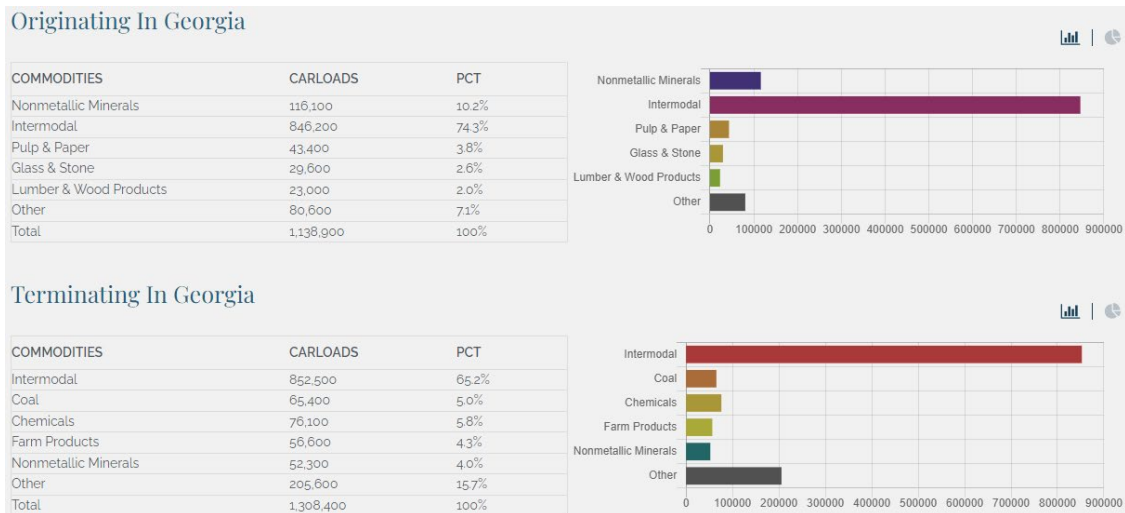 Originating In Georgia
COMMODITIES CARLOADS PCT
Nonmetallic Minerals 116,100 10.2%
Intermodal 846,200 74.3%
Pulp & Paper 43,400 3.8%
Glass & Stone 29,600 2.6%
Lumber & Wood Products 23,000 2.0%
Other 80,600 7.1%
Total 1,138,900 100%
Nonmetallic Minerals
Intermodal
Pulp & Paper
Glass & Stone
Lumber & Wood Products
Other
0 100000 200000 300000 400000 500000 600000 700000 800000 900000
Terminating In Georgia
COMMODITIES CARLOADS PCT
Intermodal 852,500 65.2%
Coal 65,400 5.0%
Chemicals 76,100 5.8%
Farm Products 56,600 4.3%
Nonmetallic Minerals 52,300 4.0%
Other 205,600 15.7%
Total 1,308,400 100%
Intermodal
Coal
Chemicals
Farm Products
Nonmetallic Minerals
Other
0 100000 200000 300000 400000 500000 600000 700000 800000 900000